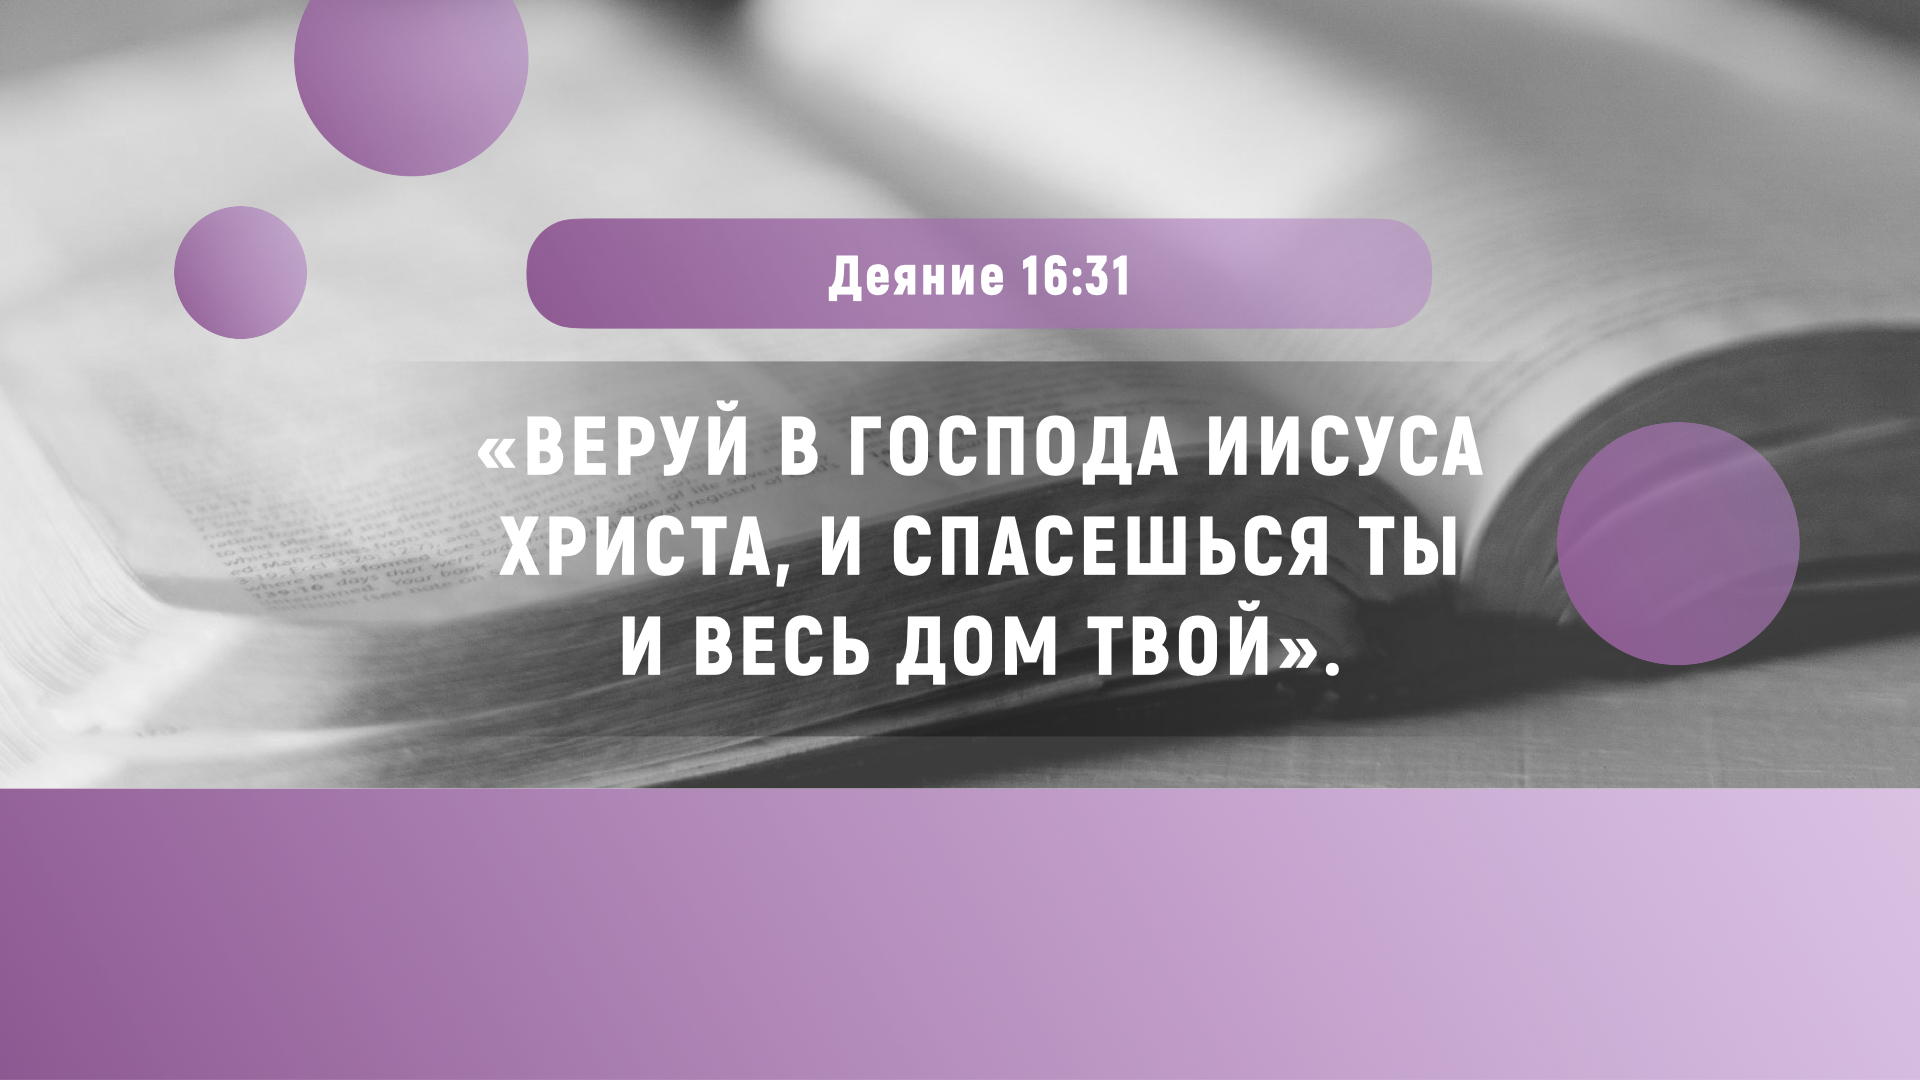 Деяние 16:31
«ВЕРУЙ В ГОСПОДА ИИСУСА
ХРИСТА, И СПАСЕШЬСЯ ТЫ
И ВЕСЬ ДОМ ТВОЙ».